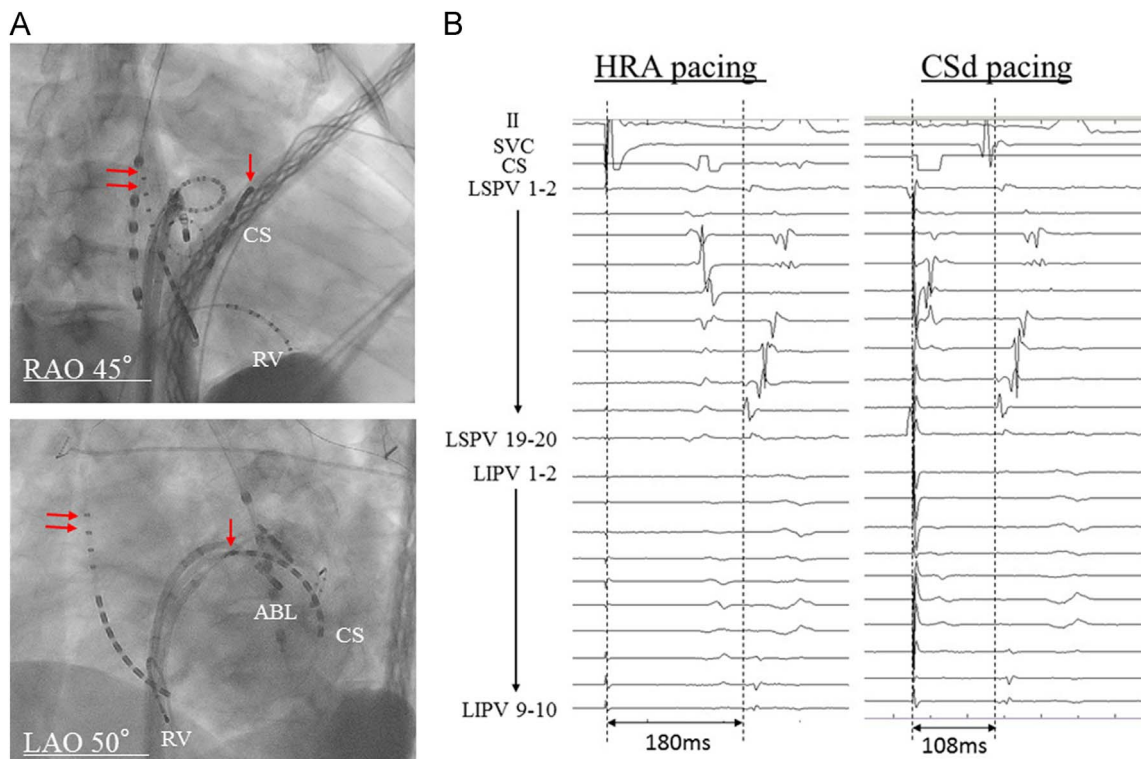 A
CS
RV
RAO 45°
ABL
CS
RV
LAO 50°
B
HRA pacing
CSd pacing
II
SVC
CS
LSPV 1-2
LSPV 19-20
LIPV 1-2
LIPV 9-10
180ms
108ms